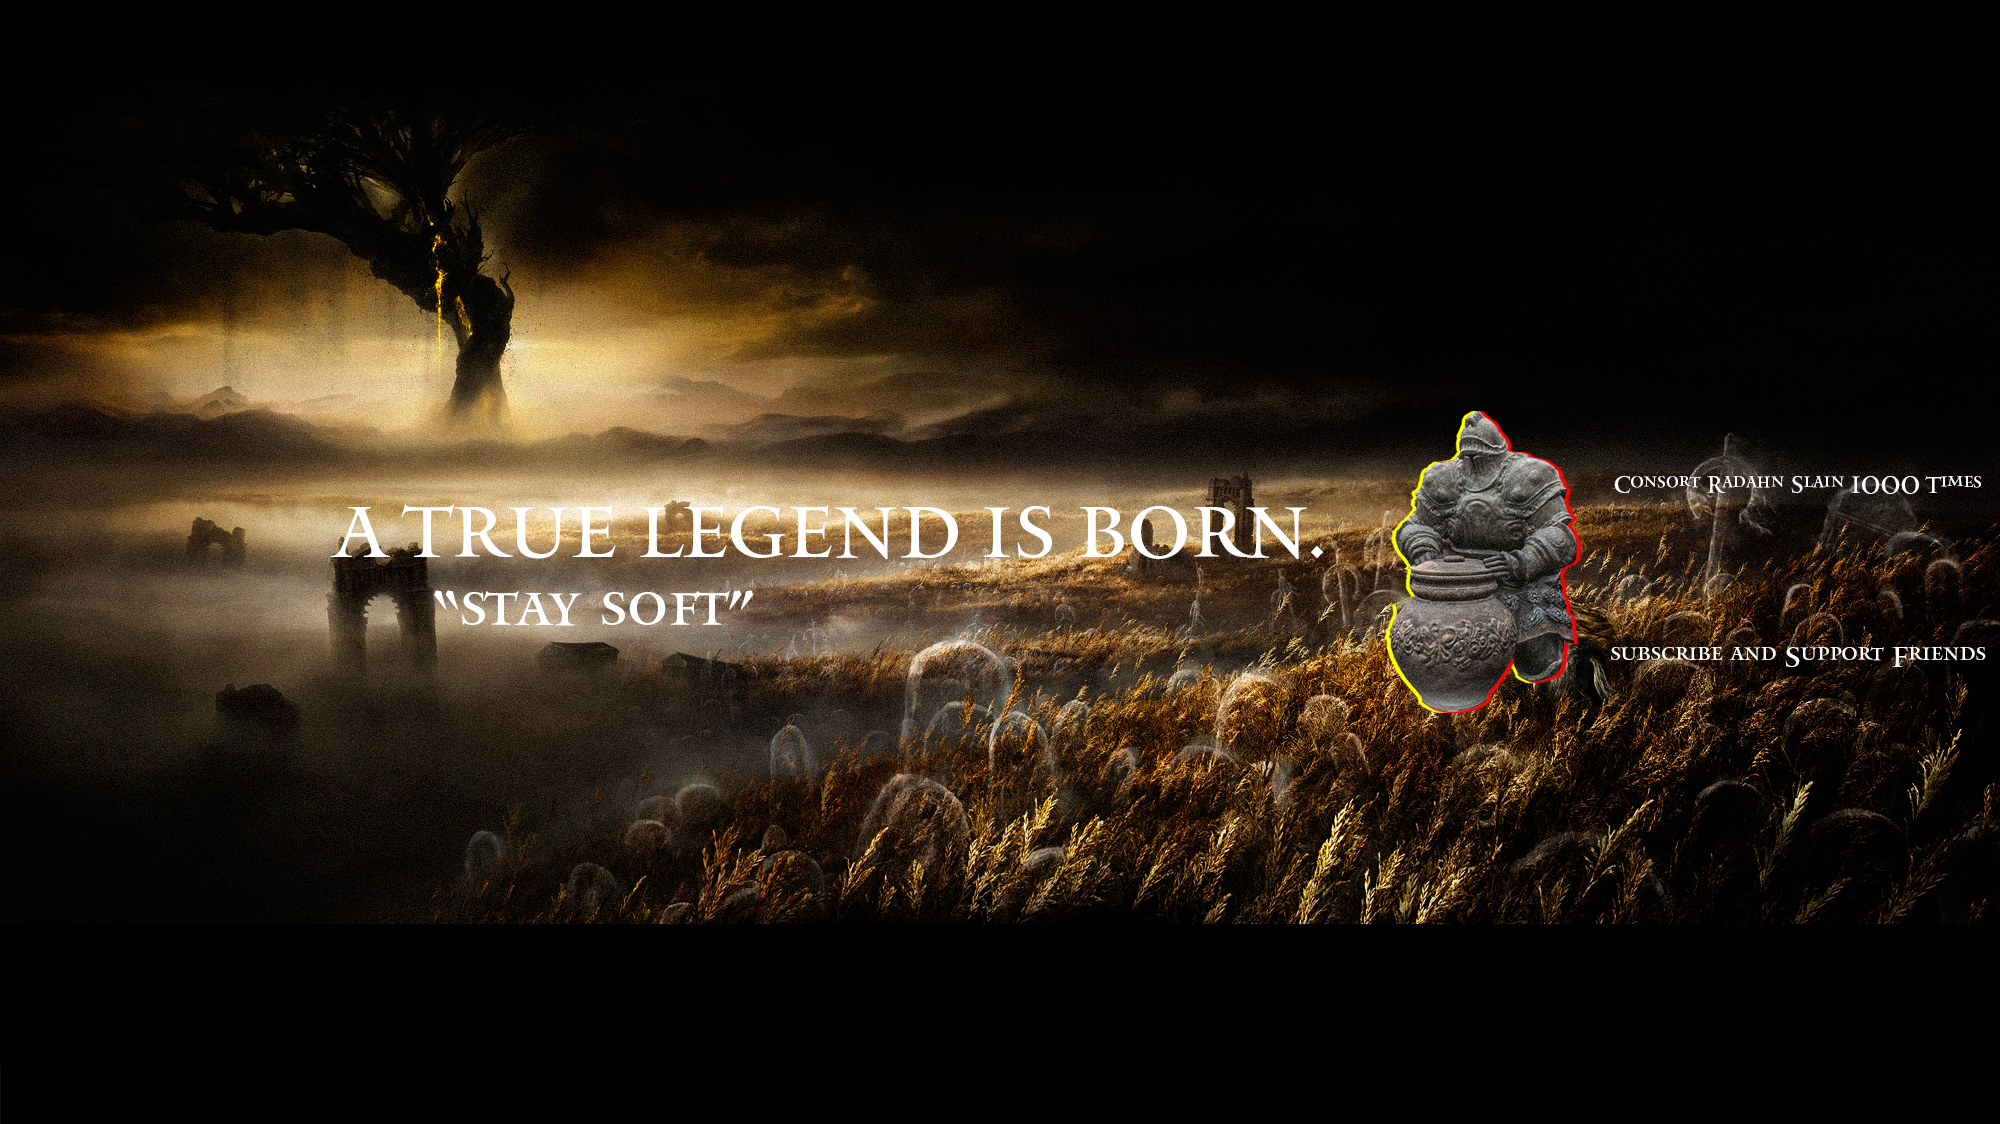 A TRUE LEGEND IS BORN.
“STAY SOFT”
Consort Radahn Slain 1000 Times
subscribe and Support Friends